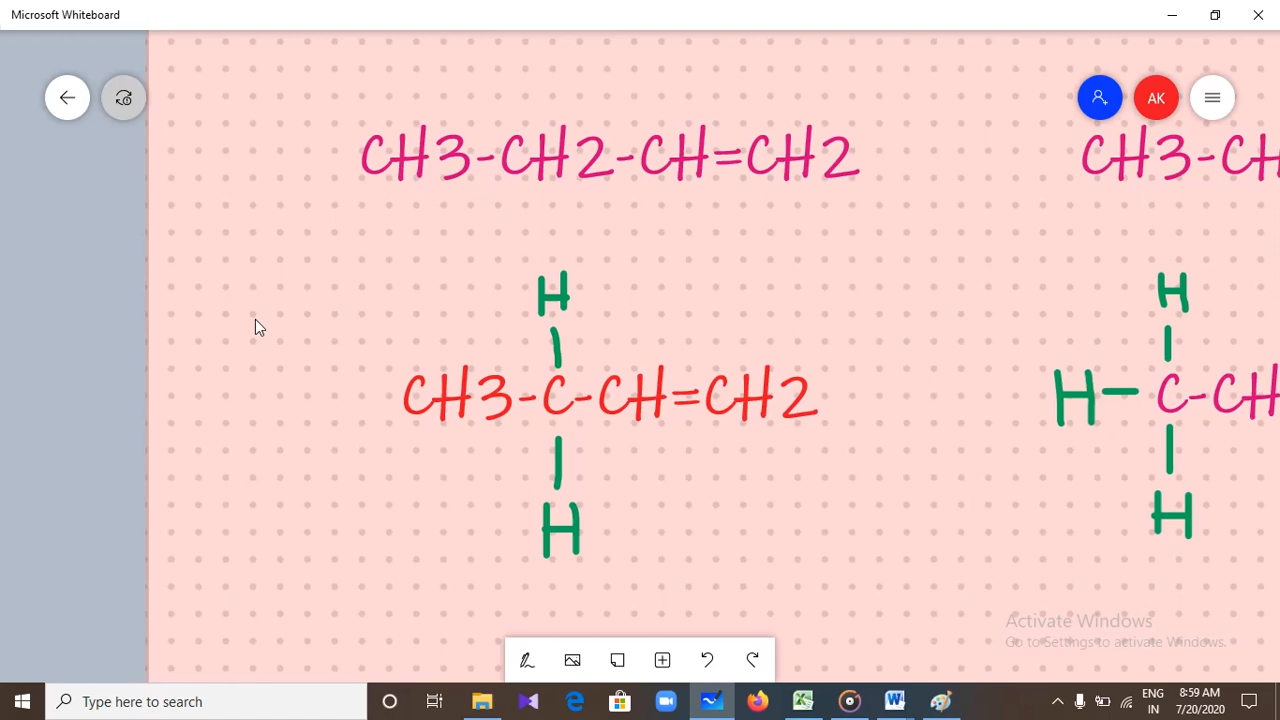 Microsoft Whiteboard
AK
CH3-CH2-CH=CH2
CH3-CH
H
CH3-C-CH=CH2
H
H
H-C-CH
H
Activate Windows
Go to Settings to activate Windows.
Type here to search
ENG
IN
8:59 AM
7/20/2020